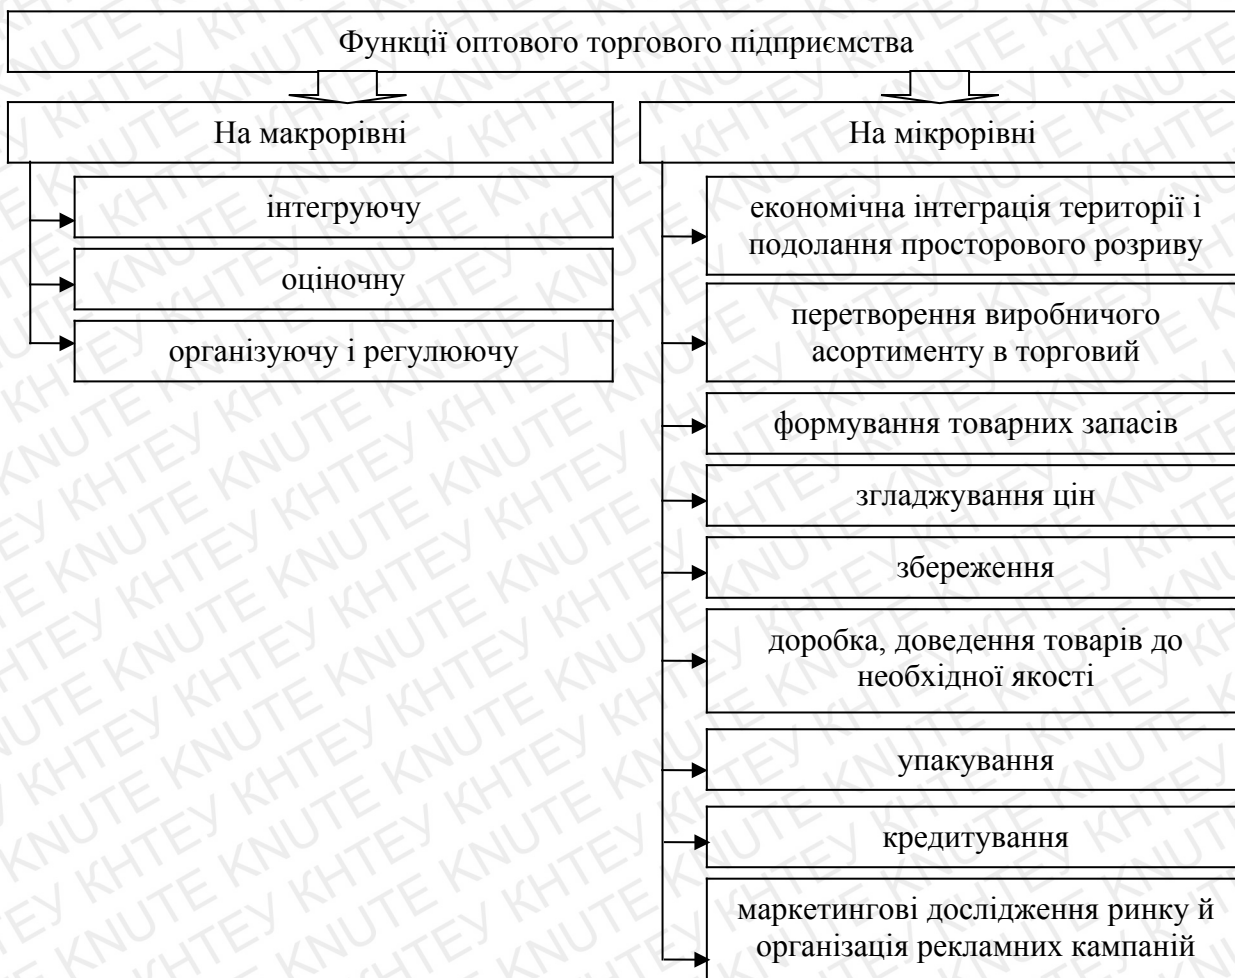 Функції оптового торгового підприємства
На макрорівні
інтегруючу
оціночну
організуючу і регулюючу
На мікрорівні
економічна інтеграція території і
подолання просторового розриву
перетворення виробничого
асортименту в торговий
формування товарних запасів
згладжування цін
збереження
доробка, доведення товарів до
необхідної якості
упакування
кредитування
маркетингові дослідження ринку й
організація рекламних кампаній